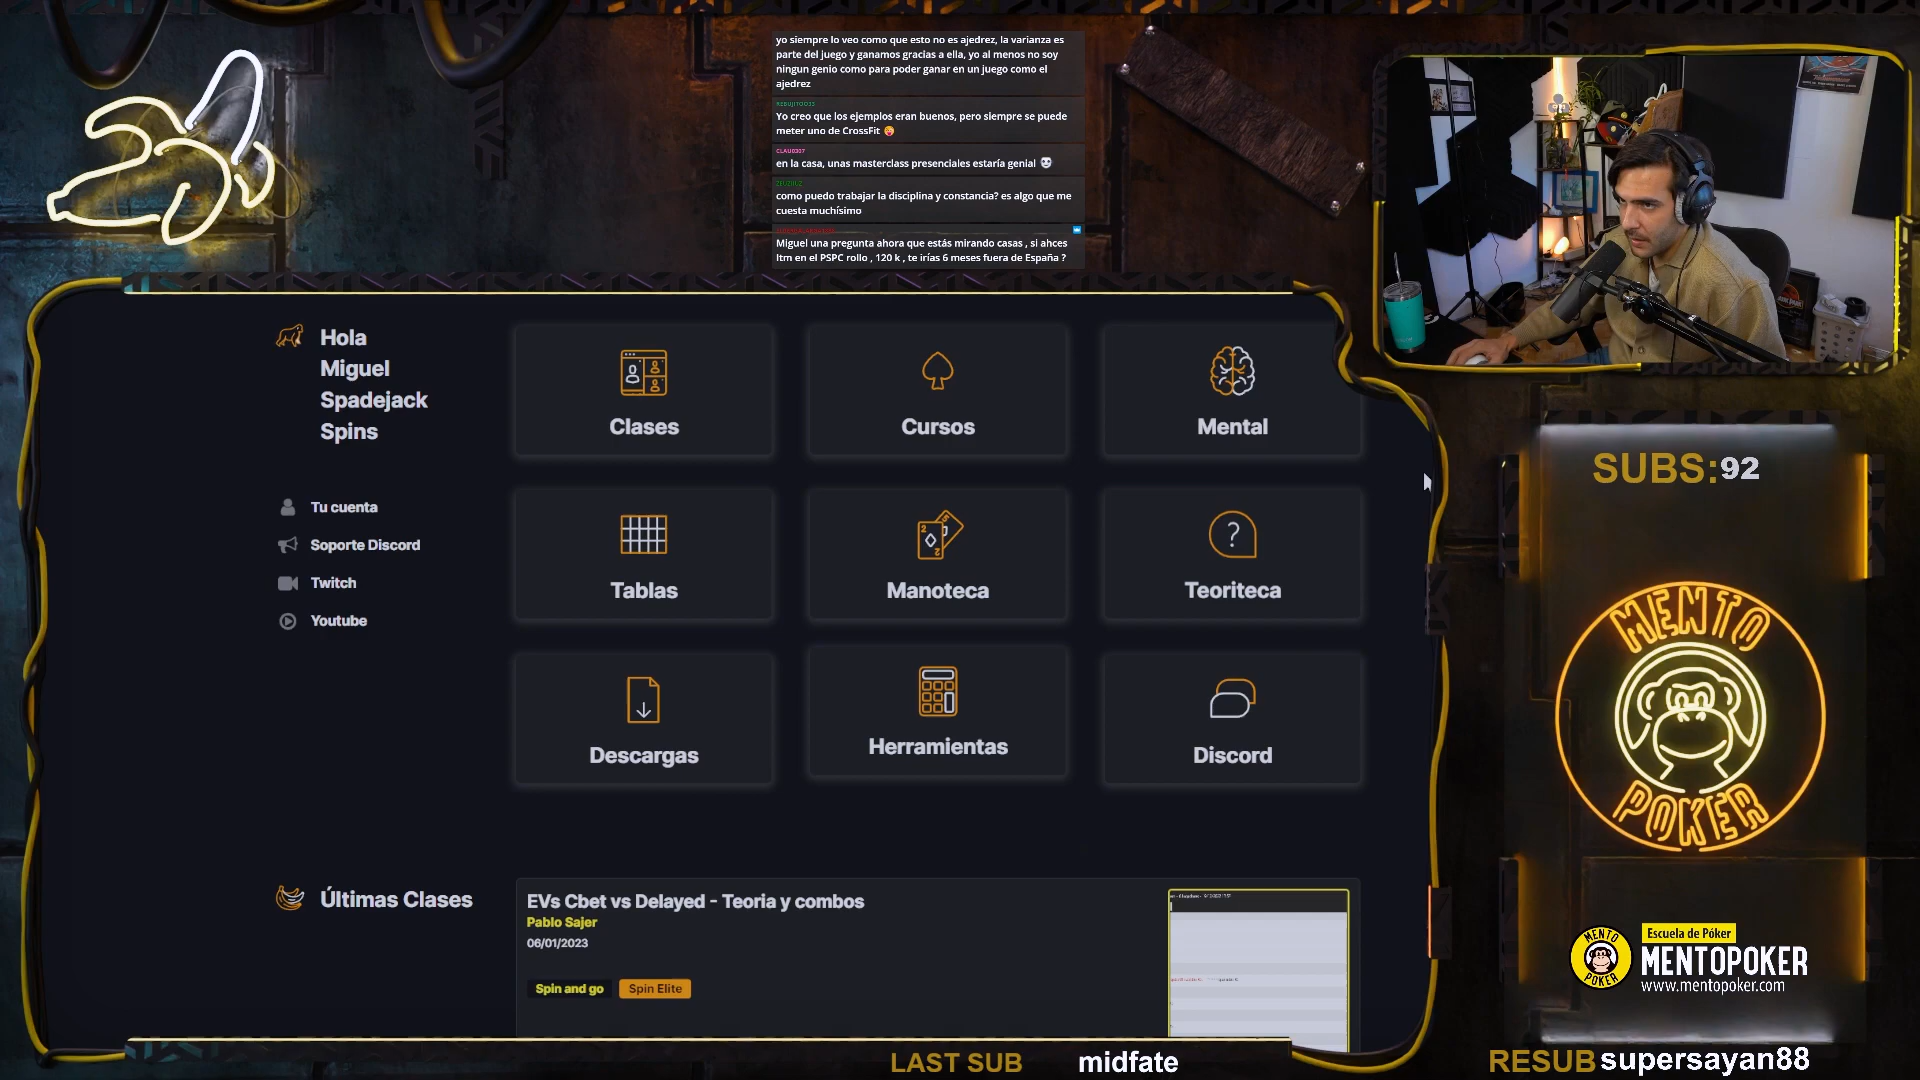 yo siempre lo veo como que esto no es ajedrez, la varianza es
parte del juego y ganamos gracias a ella, yo al menos no soy
ningun genio como para poder ganar en un juego como el
ajedrez
REBUJITOO33
Yo creo que los ejemplos eran buenos, pero siempre se puede
meter uno de CrossFit
CLAU0307
en la casa, unas masterclass presenciales estaría genial
como puedo trabajar la disciplina y constancia? es algo que me
cuesta muchísimo
Miguel una pregunta ahora que estás mirando casas , si ahces
ltm en el PSPC rollo , 120 k , te irías 6 meses fuera de España ?
Hola
Miguel
Spadejack
Spins
Tu cuenta
Soporte Discord
Twitch
Youtube
Clases
Cursos
Mental
Tablas
Manoteca
Teoriteca
Descargas
Herramientas
Discord
Últimas Clases
EVs Cbet vs Delayed - Teoria y combos
Pablo Sajer
06/01/2023
Spin and go
Spin Elite
SUBS:92
MENTO
POKER
MENTO
POKER
Escuela de Póker
MENTOPOKER
www.mentopoker.com
LAST SUB midfate
RESUB supersayan88